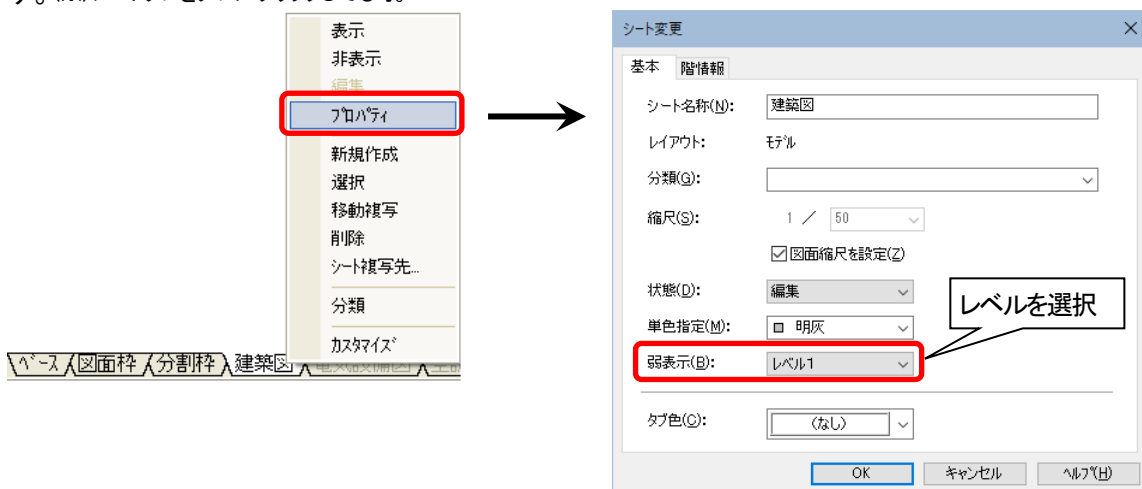 表示
非表示
編集
ﾌﾟﾛﾊﾟﾃｨ
新規作成
選択
移動複写
削除
ｼｰﾄ複写先...
分類
ｶｽﾀﾏｲｽﾞ
ﾍﾞｰｽ 図面枠 分割枠 建築図
シート変更
基本 階情報
シート名称(N): 建築図
レイアウト: ﾓﾃﾞﾙ
分類(G):
縮尺(S): 1 ／ 50
図面縮尺を設定(Z)
状態(D): 編集
単色指定(M): 明灰
弱表示(B): ﾚﾍﾞﾙ1
レベルを選択
タブ色(C): (なし)
OK キャンセル ﾍﾙﾌﾟ(H)